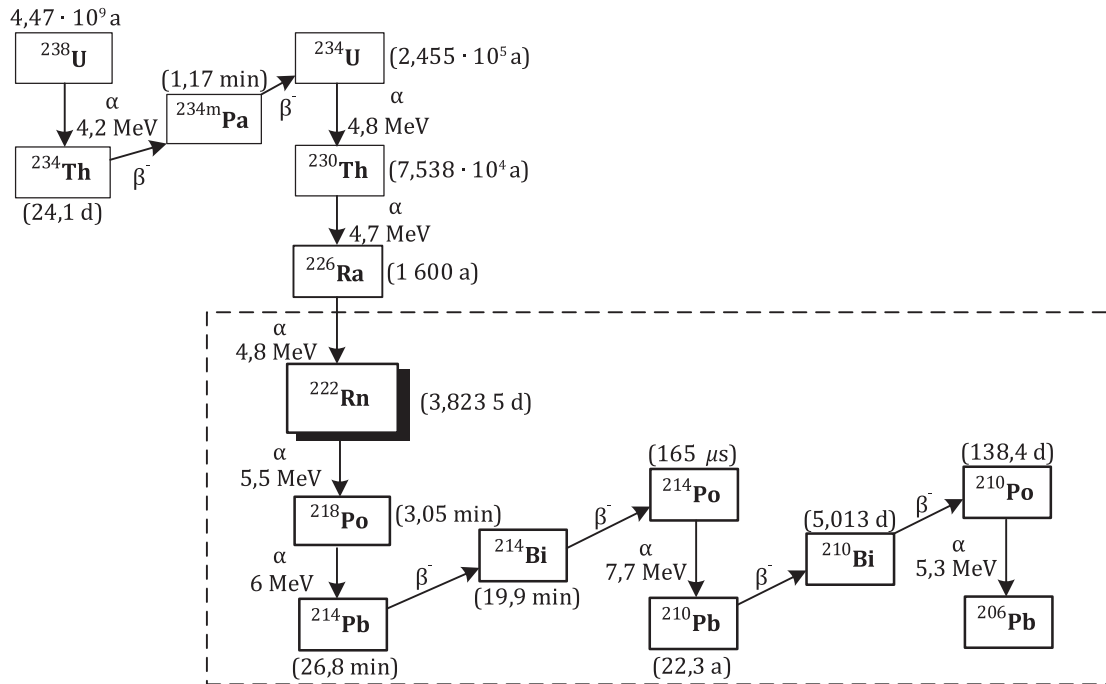 4,47 · 10⁹ a
²³⁸U
²³⁴U
(2,455 · 10⁵ a)
(1,17 min)
α
4,2 MeV
²³⁴ᵐPa
β⁻
α
4,8 MeV
²³⁴Th
β⁻
(24,1 d)
²³⁰Th
(7,538 · 10⁴ a)
α
4,7 MeV
²²⁶Ra
(1 600 a)
α
4,8 MeV
²²²Rn
(3,823 5 d)
α
5,5 MeV
(165 μs)
(138,4 d)
²¹⁸Po
(3,05 min)
²¹⁴Po
²¹⁰Po
β⁻
(5,013 d)
β⁻
α
6 MeV
β⁻
²¹⁴Bi
(19,9 min)
α
7,7 MeV
β⁻
²¹⁰Bi
α
5,3 MeV
²¹⁴Pb
(26,8 min)
²¹⁰Pb
(22,3 a)
²⁰⁶Pb